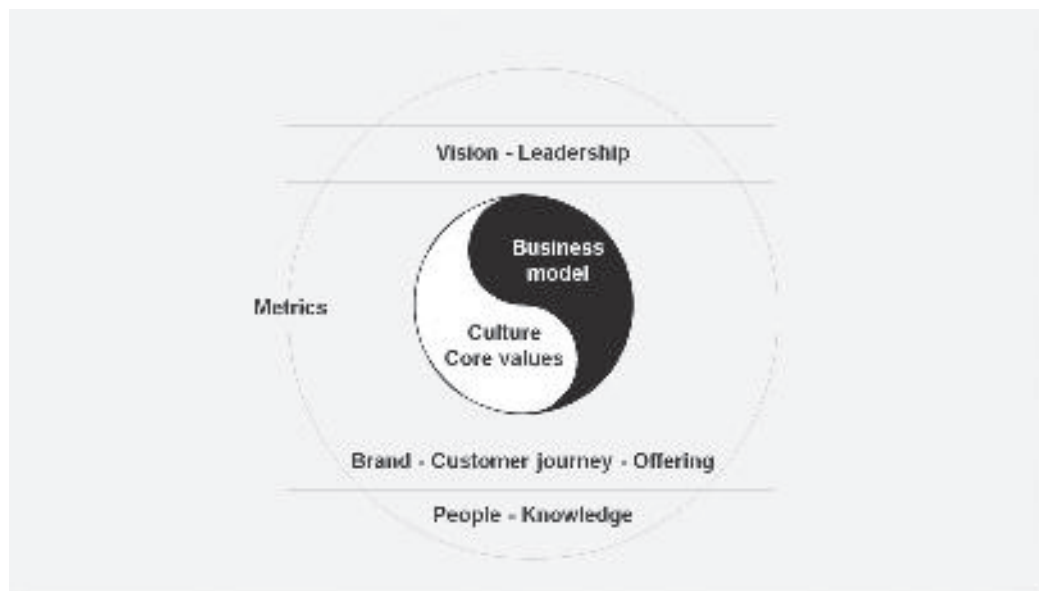 Vision - Leadership
Business
model
Metrics
Culture
Core values
Brand - Customer journey - Offering
People - Knowledge